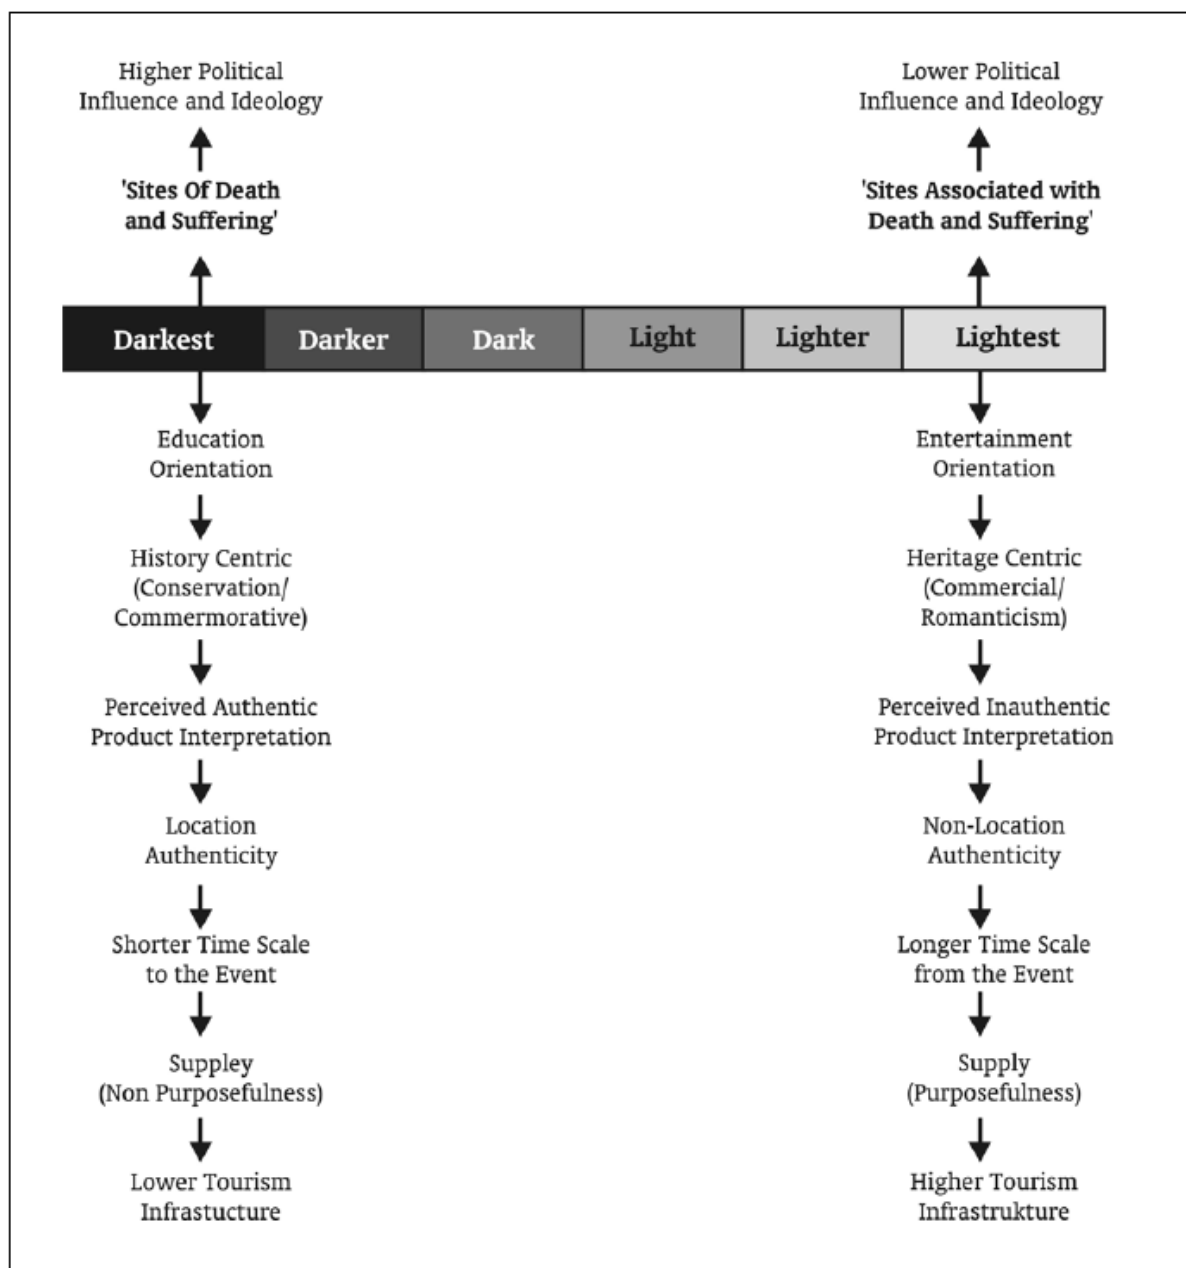 Higher Political
Influence and Ideology
Lower Political
Influence and Ideology
'Sites Of Death
and Suffering'
'Sites Associated with
Death and Suffering'
Darkest
Darker
Dark
Light
Lighter
Lightest
Education
Orientation
History Centric
(Conservation/
Commermorative)
Perceived Authentic
Product Interpretation
Location
Authenticity
Shorter Time Scale
to the Event
Suppley
(Non Purposefulness)
Lower Tourism
Infrastucture
Entertainment
Orientation
Heritage Centric
(Commercial/
Romanticism)
Perceived Inauthentic
Product Interpretation
Non-Location
Authenticity
Longer Time Scale
from the Event
Supply
(Purposefulness)
Higher Tourism
Infrastrukture